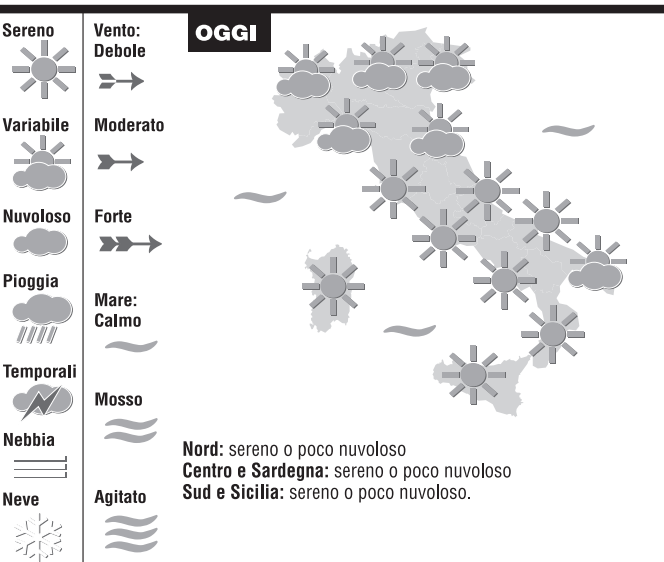 Sereno
Variabile
Nuvoloso
Pioggia
Temporali
Nebbia
Neve
Vento:
Debole
Moderato
Forte
Mare:
Calmo
Mosso
Agitato
OGGI
Nord: sereno o poco nuvoloso
Centro e Sardegna: sereno o poco nuvoloso
Sud e Sicilia: sereno o poco nuvoloso.